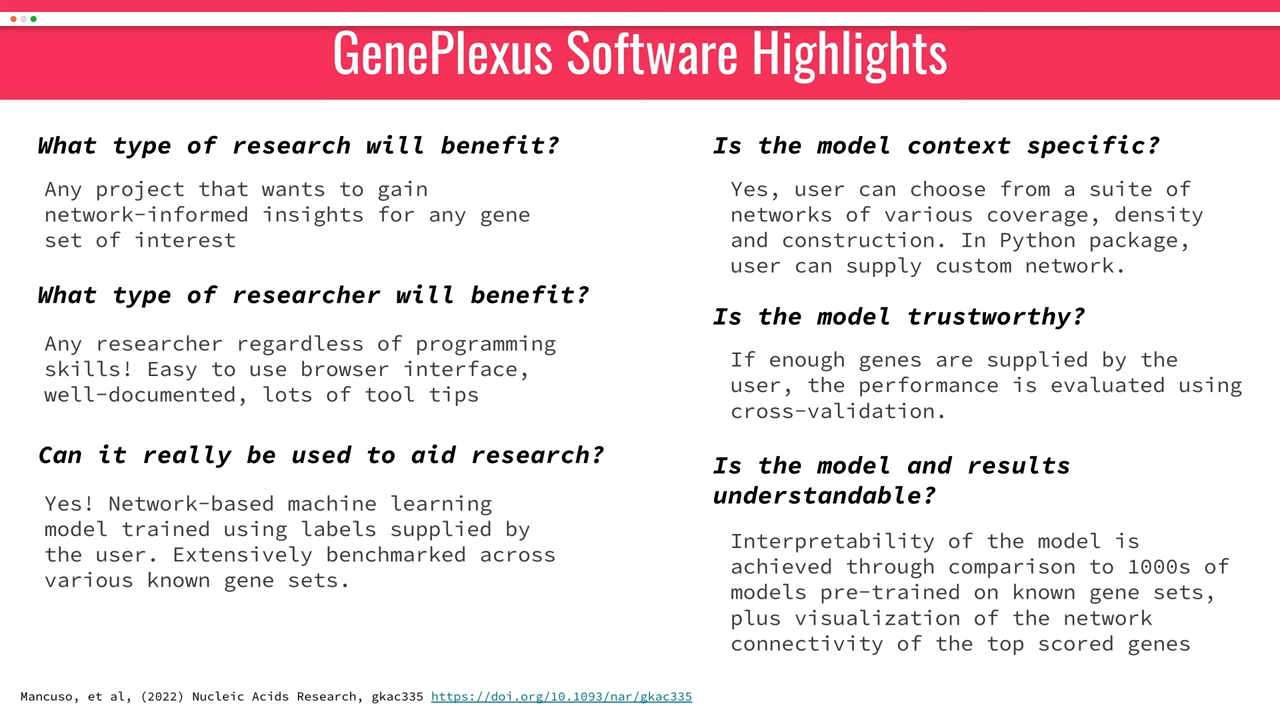 GenePlexus Software Highlights
What type of research will benefit?
Any project that wants to gain
network-informed insights for any gene
set of interest
What type of researcher will benefit?
Any researcher regardless of programming
skills! Easy to use browser interface,
well-documented, lots of tool tips
Can it really be used to aid research?
Yes! Network-based machine learning
model trained using labels supplied by
the user. Extensively benchmarked across
various known gene sets.
Is the model context specific?
Yes, user can choose from a suite of
networks of various coverage, density
and construction. In Python package,
user can supply custom network.
Is the model trustworthy?
If enough genes are supplied by the
user, the performance is evaluated using
cross-validation.
Is the model and results
understandable?
Interpretability of the model is
achieved through comparison to 1000s of
models pre-trained on known gene sets,
plus visualization of the network
connectivity of the top scored genes
Mancuso, et al, (2022) Nucleic Acids Research, gkac335 https://doi.org/10.1093/nar/gkac335